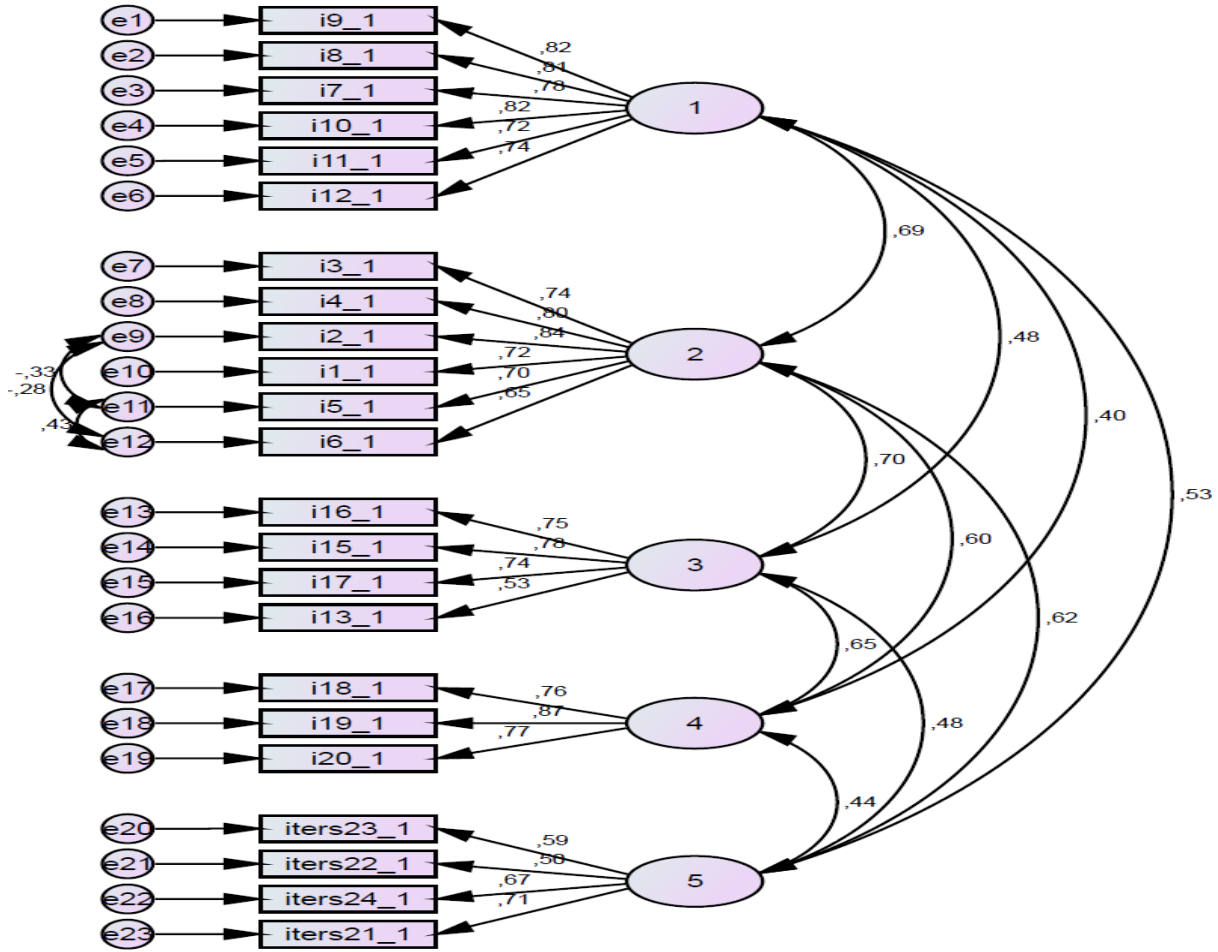 e1 i9_1
e2 i8_1
e3 i7_1
e4 i10_1
e5 i11_1
e6 i12_1
,82
,81
,78
,82
,72
,74
1
,69
e7 i3_1
e8 i4_1
e9 i2_1
e10 i1_1
e11 i5_1
e12 i6_1
-,33
-,28
,43
,74
,80
,84
,72
,70
,65
2
,48
,40
,70
,53
e13 i16_1
e14 i15_1
e15 i17_1
e16 i13_1
,75
,78
,74
,53
3
,60
,62
,65
e17 i18_1
e18 i19_1
e19 i20_1
,76
,87
,77
4
,48
,44
e20 iters23_1
e21 iters22_1
e22 iters24_1
e23 iters21_1
,59
,50
,67
,71
5